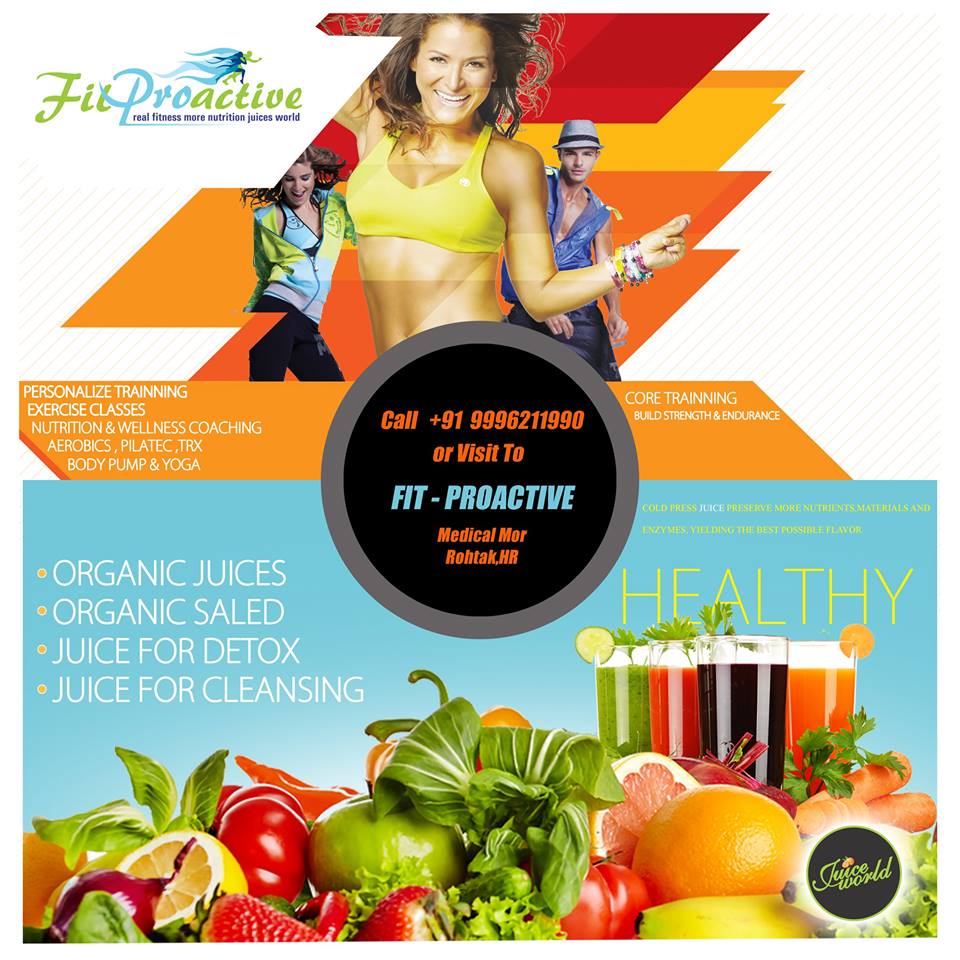 FitProactive
real fitness more nutrition juices world
PERSONALIZE TRAINNING
EXERCISE CLASSES
NUTRITION & WELLNESS COACHING
AEROBICS , PILATEC ,TRX
BODY PUMP & YOGA
CORE TRAINNING
BUILD STRENGTH & ENDURANCE
Call +91 9996211990
or Visit To
FIT - PROACTIVE
Medical Mor
Rohtak,HR
COLD PRESS JUICE PRESERVE MORE NUTRIENTS,MATERIALS AND
ENZYMES, YIELDING THE BEST POSSIBLE FLAVOR
HEALTHY
• ORGANIC JUICES
• ORGANIC SALED
• JUICE FOR DETOX
• JUICE FOR CLEANSING
Juice
world